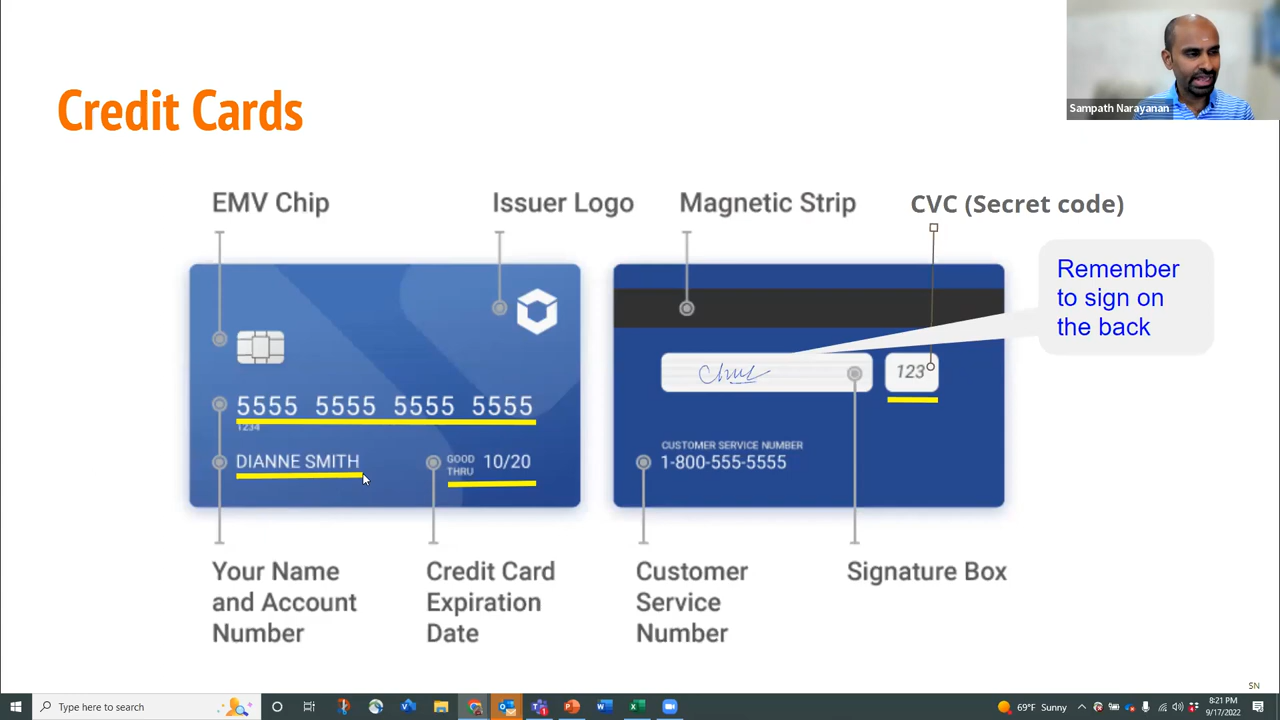 Sampath Narayanan
Credit Cards
EMV Chip
Issuer Logo
Magnetic Strip
CVC (Secret code)
Remember
to sign on
the back
5555 5555 5555 5555
1234
DIANNE SMITH
GOOD
THRU
10/20
123
CUSTOMER SERVICE NUMBER
1-800-555-5555
Your Name
and Account
Number
Credit Card
Expiration
Date
Customer
Service
Number
Signature Box
SN
Type here to search
69°F Sunny
8:21 PM
9/17/2022